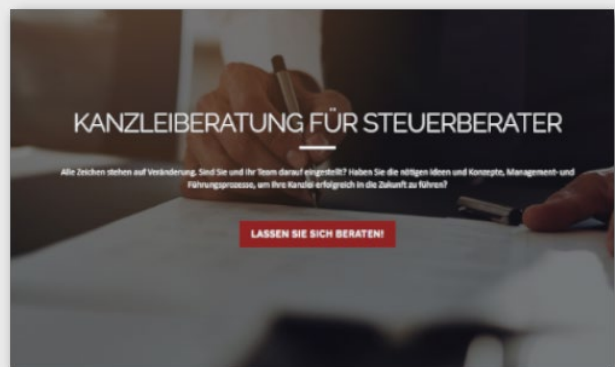 KANZLEIBERATUNG FÜR STEUERBERATER
Alle Zeichen stehen auf Veränderung. Sind Sie und Ihr Team darauf eingestellt? Haben Sie die nötigen Ideen und Konzepte, Management- und
Führungsprozesse, um Ihre Kanzlei erfolgreich in die Zukunft zu führen?
LASSEN SIE SICH BERATEN!